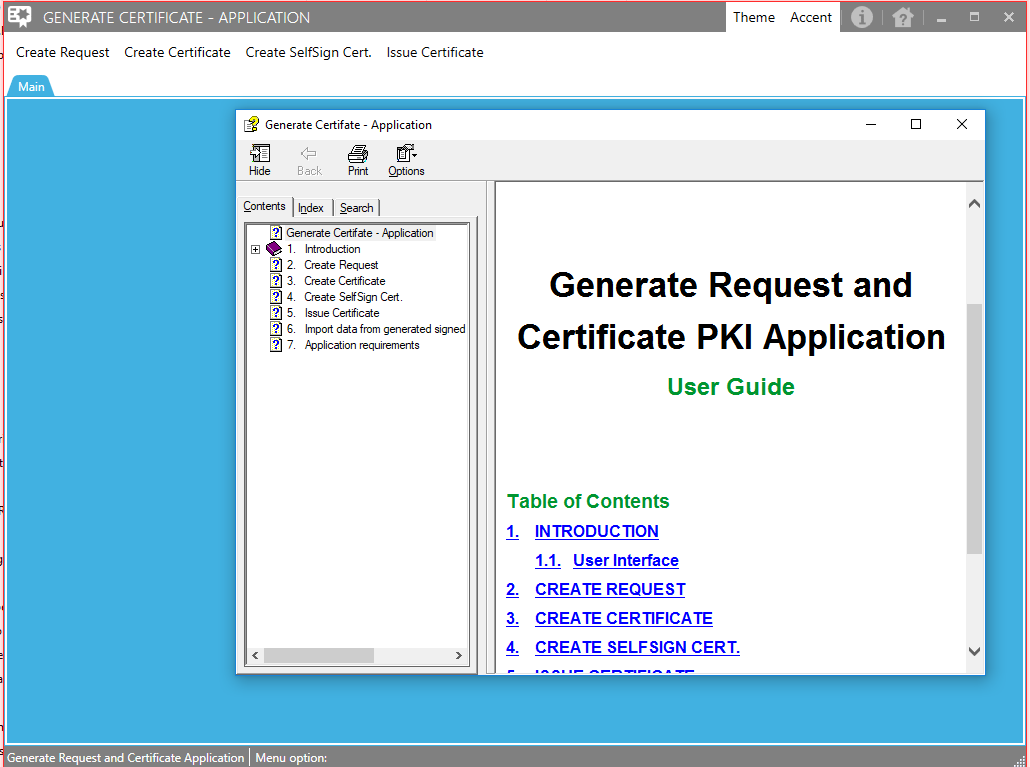 GENERATE CERTIFICATE - APPLICATION
Theme Accent
Create Request Create Certificate Create SelfSign Cert. Issue Certificate
Main
Generate Certifate - Application
Hide Back Print Options
Contents Index Search
Generate Certifate - Application
1. Introduction
2. Create Request
3. Create Certificate
4. Create SelfSign Cert.
5. Issue Certificate
6. Import data from generated signed
7. Application requirements
Generate Request and
Certificate PKI Application
User Guide
Table of Contents
1. INTRODUCTION
1.1. User Interface
2. CREATE REQUEST
3. CREATE CERTIFICATE
4. CREATE SELFSIGN CERT.
5. ISSUE CERTIFICATE
Generate Request and Certificate Application Menu option: